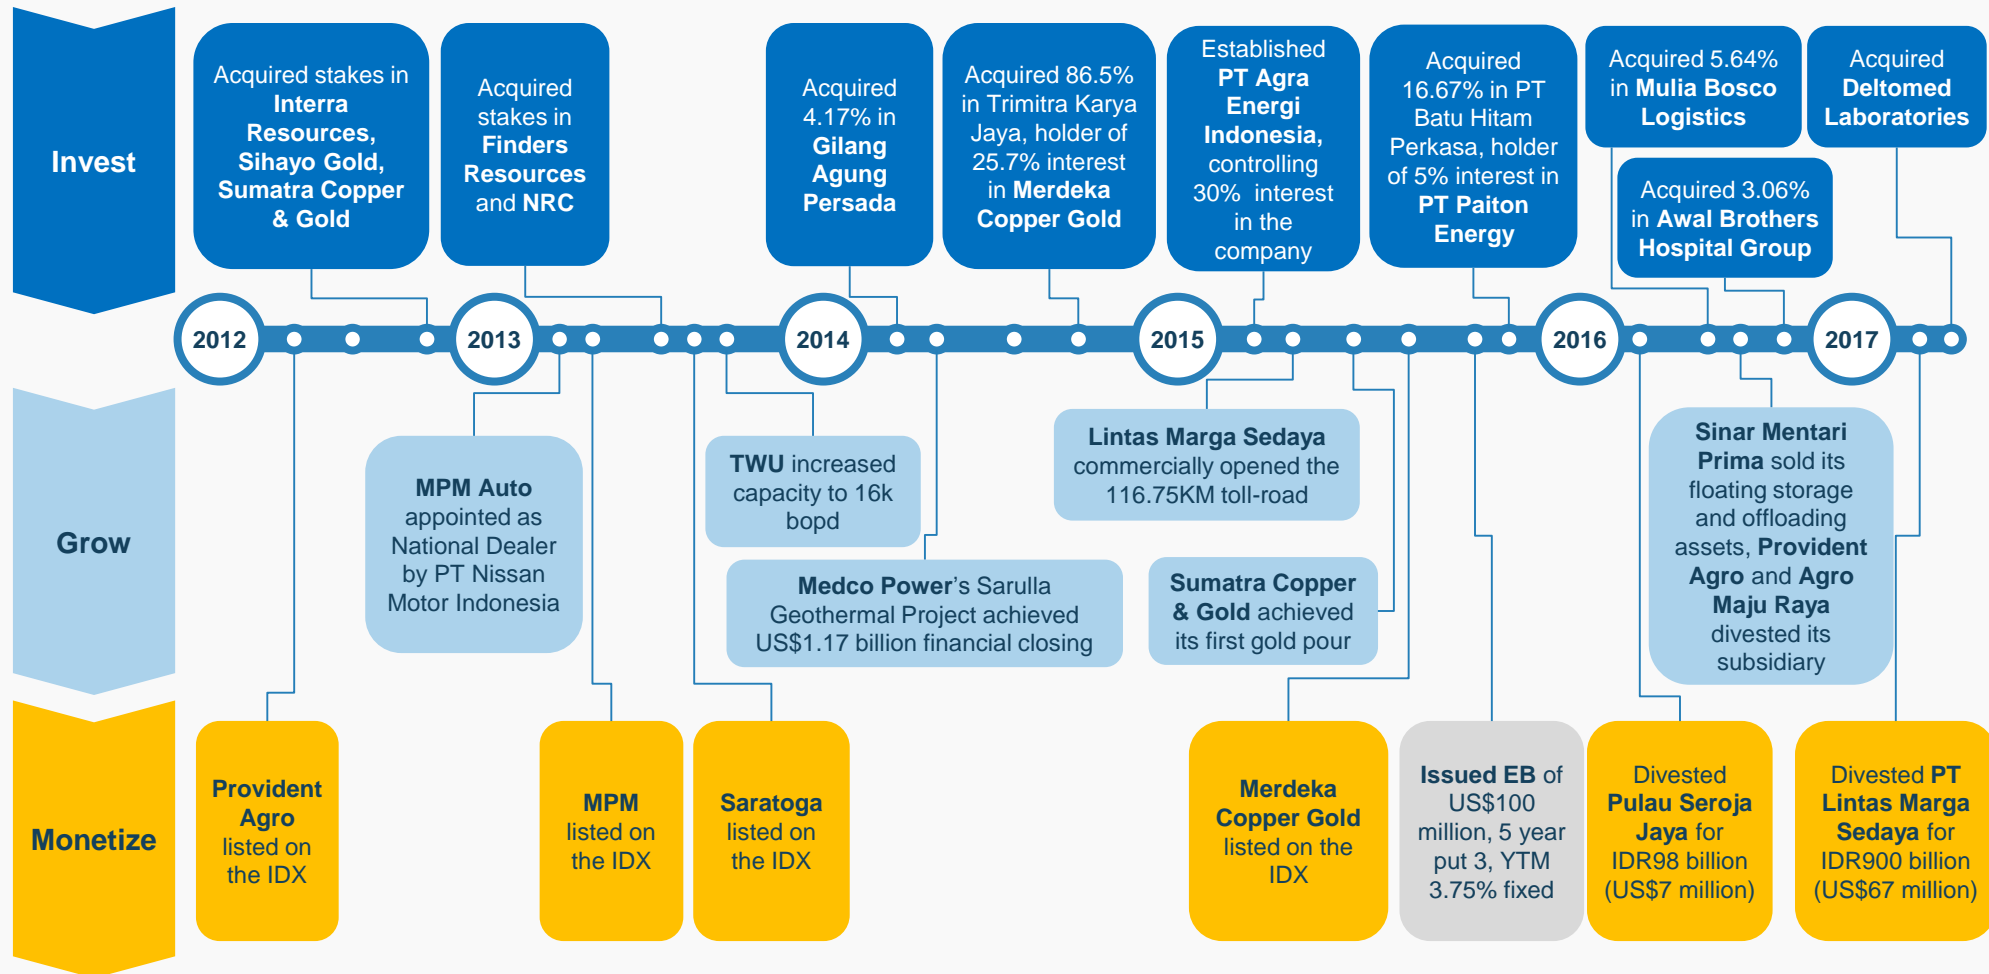 Invest
Acquired stakes in
Interra
Resources,
Sihayo Gold,
Sumatra Copper
& Gold
Acquired
stakes in
Finders
Resources
and NRC
Acquired
4.17% in
Gilang
Agung
Persada
Acquired 86.5%
in Trimitra Karya
Jaya, holder of
25.7% interest
in Merdeka
Copper Gold
Established
PT Agra
Energi
Indonesia,
controlling
30% interest
in the
company
Acquired
16.67% in PT
Batu Hitam
Perkasa, holder
of 5% interest in
PT Paiton
Energy
Acquired 5.64%
in Mulia Bosco
Logistics
Acquired 3.06%
in Awal Brothers
Hospital Group
Acquired
Deltomed
Laboratories
2012
2013
2014
2015
2016
2017
Grow
MPM Auto
appointed as
National Dealer
by PT Nissan
Motor Indonesia
TWU increased
capacity to 16k
bopd
Medco Power's Sarulla
Geothermal Project achieved
US$1.17 billion financial closing
Lintas Marga Sedaya
commercially opened the
116.75KM toll-road
Sumatra Copper
& Gold achieved
its first gold pour
Sinar Mentari
Prima sold its
floating storage
and offloading
assets, Provident
Agro and Agro
Maju Raya
divested its
subsidiary
Monetize
Provident
Agro
listed on
the IDX
MPM
listed on
the IDX
Saratoga
listed on
the IDX
Merdeka
Copper Gold
listed on the
IDX
Issued EB of
US$100
million, 5 year
put 3, YTM
3.75% fixed
Divested
Pulau Seroja
Jaya for
IDR98 billion
(US$7 million)
Divested PT
Lintas Marga
Sedaya for
IDR900 billion
(US$67 million)